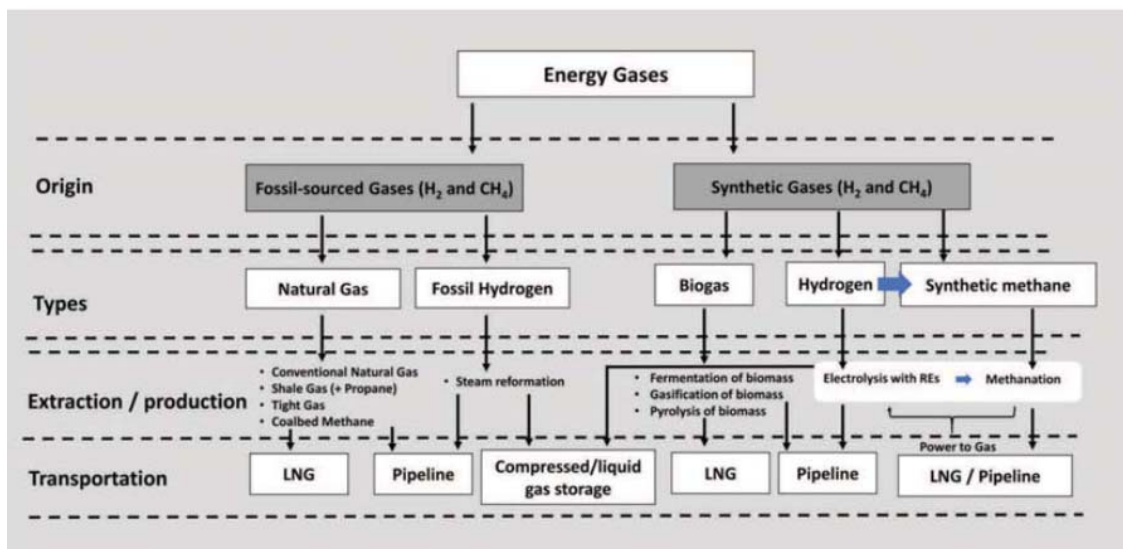 Energy Gases
Origin
Fossil-sourced Gases (H₂ and CH₄)
Synthetic Gases (H₂ and CH₄)
Types
Natural Gas
Fossil Hydrogen
Biogas
Hydrogen
Synthetic methane
Extraction / production
• Conventional Natural Gas
• Shale Gas (+ Propane)
• Tight Gas
• Coalbed Methane
• Steam reformation
• Fermentation of biomass
• Gasification of biomass
• Pyrolysis of biomass
Electrolysis with REs
Methanation
Power to Gas
Transportation
LNG
Pipeline
Compressed/liquid
gas storage
LNG
Pipeline
LNG / Pipeline